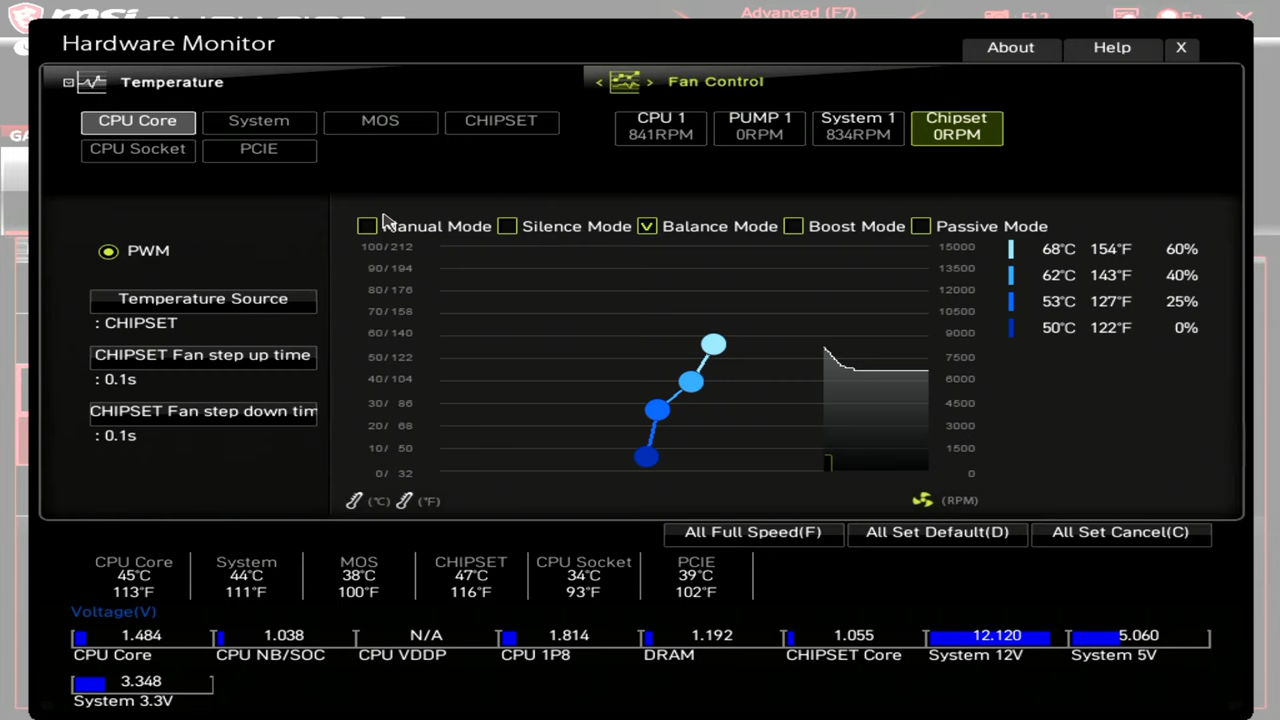 msi
Advanced (F7)
F12
En
Hardware Monitor
About
Help
X
Temperature
< > Fan Control
CPU Core
System
MOS
CHIPSET
CPU Socket
PCIE
CPU 1
841RPM
PUMP 1
0RPM
System 1
834RPM
Chipset
0RPM
GA
PWM
Temperature Source
: CHIPSET
CHIPSET Fan step up time
: 0.1s
CHIPSET Fan step down tim
: 0.1s
Manual Mode
Silence Mode
Balance Mode
Boost Mode
Passive Mode
100/ 212
90/ 194
80/ 176
70/ 158
60/ 140
50/ 122
40/ 104
30/ 86
20/ 68
10/ 50
0/ 32
15000
13500
12000
10500
9000
7500
6000
4500
3000
1500
0
(°C)
(°F)
(RPM)
68°C 154°F 60%
62°C 143°F 40%
53°C 127°F 25%
50°C 122°F 0%
All Full Speed(F)
All Set Default(D)
All Set Cancel(C)
CPU Core
45°C
113°F
System
44°C
111°F
MOS
38°C
100°F
CHIPSET
47°C
116°F
CPU Socket
34°C
93°F
PCIE
39°C
102°F
Voltage(V)
1.484
CPU Core
1.038
CPU NB/SOC
N/A
CPU VDDP
1.814
CPU 1P8
1.192
DRAM
1.055
CHIPSET Core
12.120
System 12V
5.060
System 5V
3.348
System 3.3V